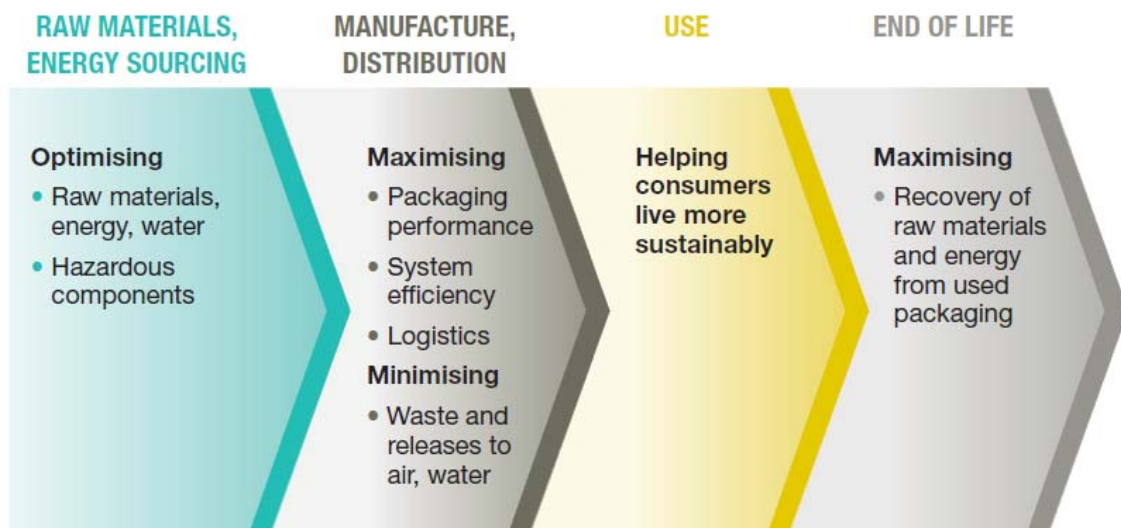 RAW MATERIALS,
ENERGY SOURCING
MANUFACTURE,
DISTRIBUTION
USE
END OF LIFE
Optimising
• Raw materials,
energy, water
• Hazardous
components
Maximising
• Packaging
performance
• System
efficiency
• Logistics
Minimising
• Waste and
releases to
air, water
Helping
consumers
live more
sustainably
Maximising
• Recovery of
raw materials
and energy
from used
packaging